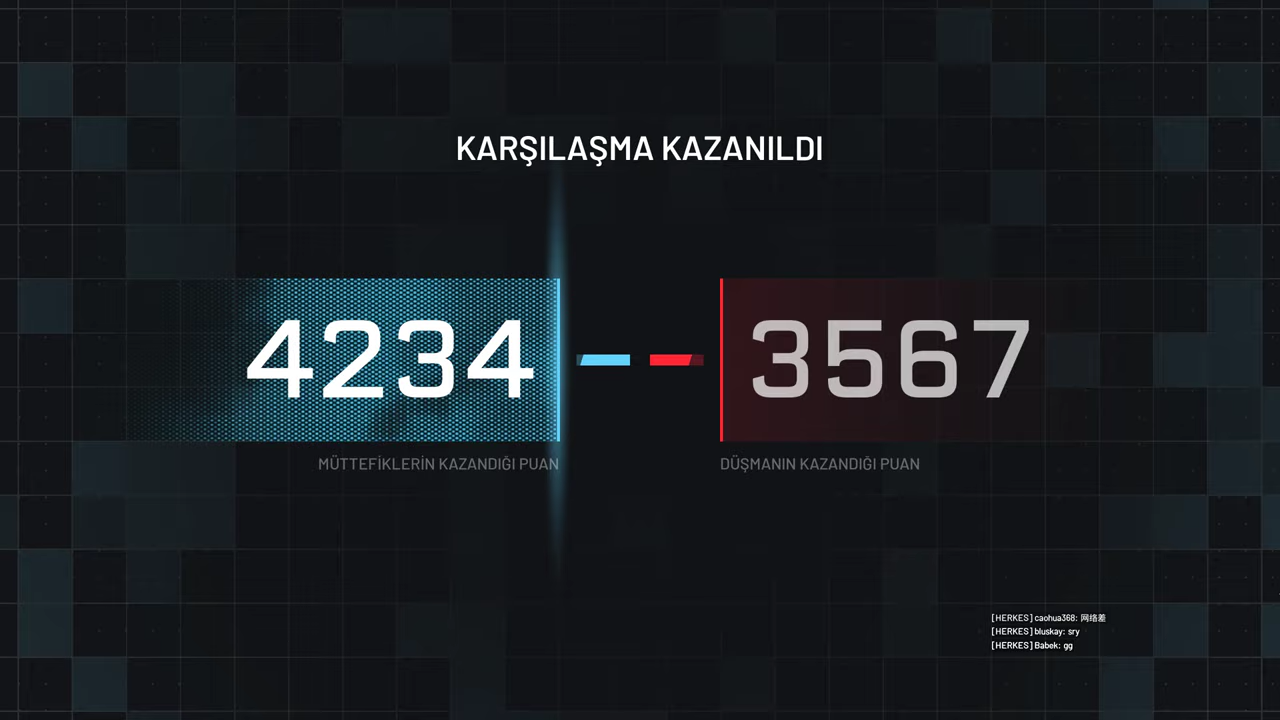 KARŞILAŞMA KAZANILDI
4234
3567
MÜTTEFİKLERİN KAZANDIĞI PUAN
DÜŞMANIN KAZANDIĞI PUAN
[HERKES] caohua368: 网络差
[HERKES] bluskay: sry
[HERKES] Babek: gg